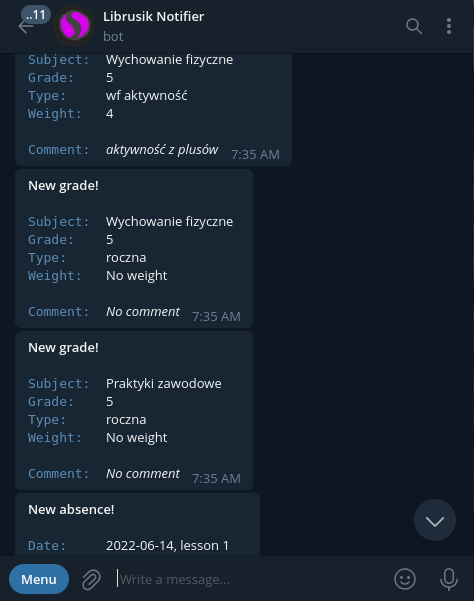 ..11
Librusik Notifier
bot
Subject: Wychowanie fizyczne
Grade: 5
Type: wf aktywność
Weight: 4
Comment: aktywność z plusów 7:35 AM
New grade!
Subject: Wychowanie fizyczne
Grade: 5
Type: roczna
Weight: No weight
Comment: No comment 7:35 AM
New grade!
Subject: Praktyki zawodowe
Grade: 5
Type: roczna
Weight: No weight
Comment: No comment 7:35 AM
New absence!
Date: 2022-06-14, lesson 1
Menu Write a message...